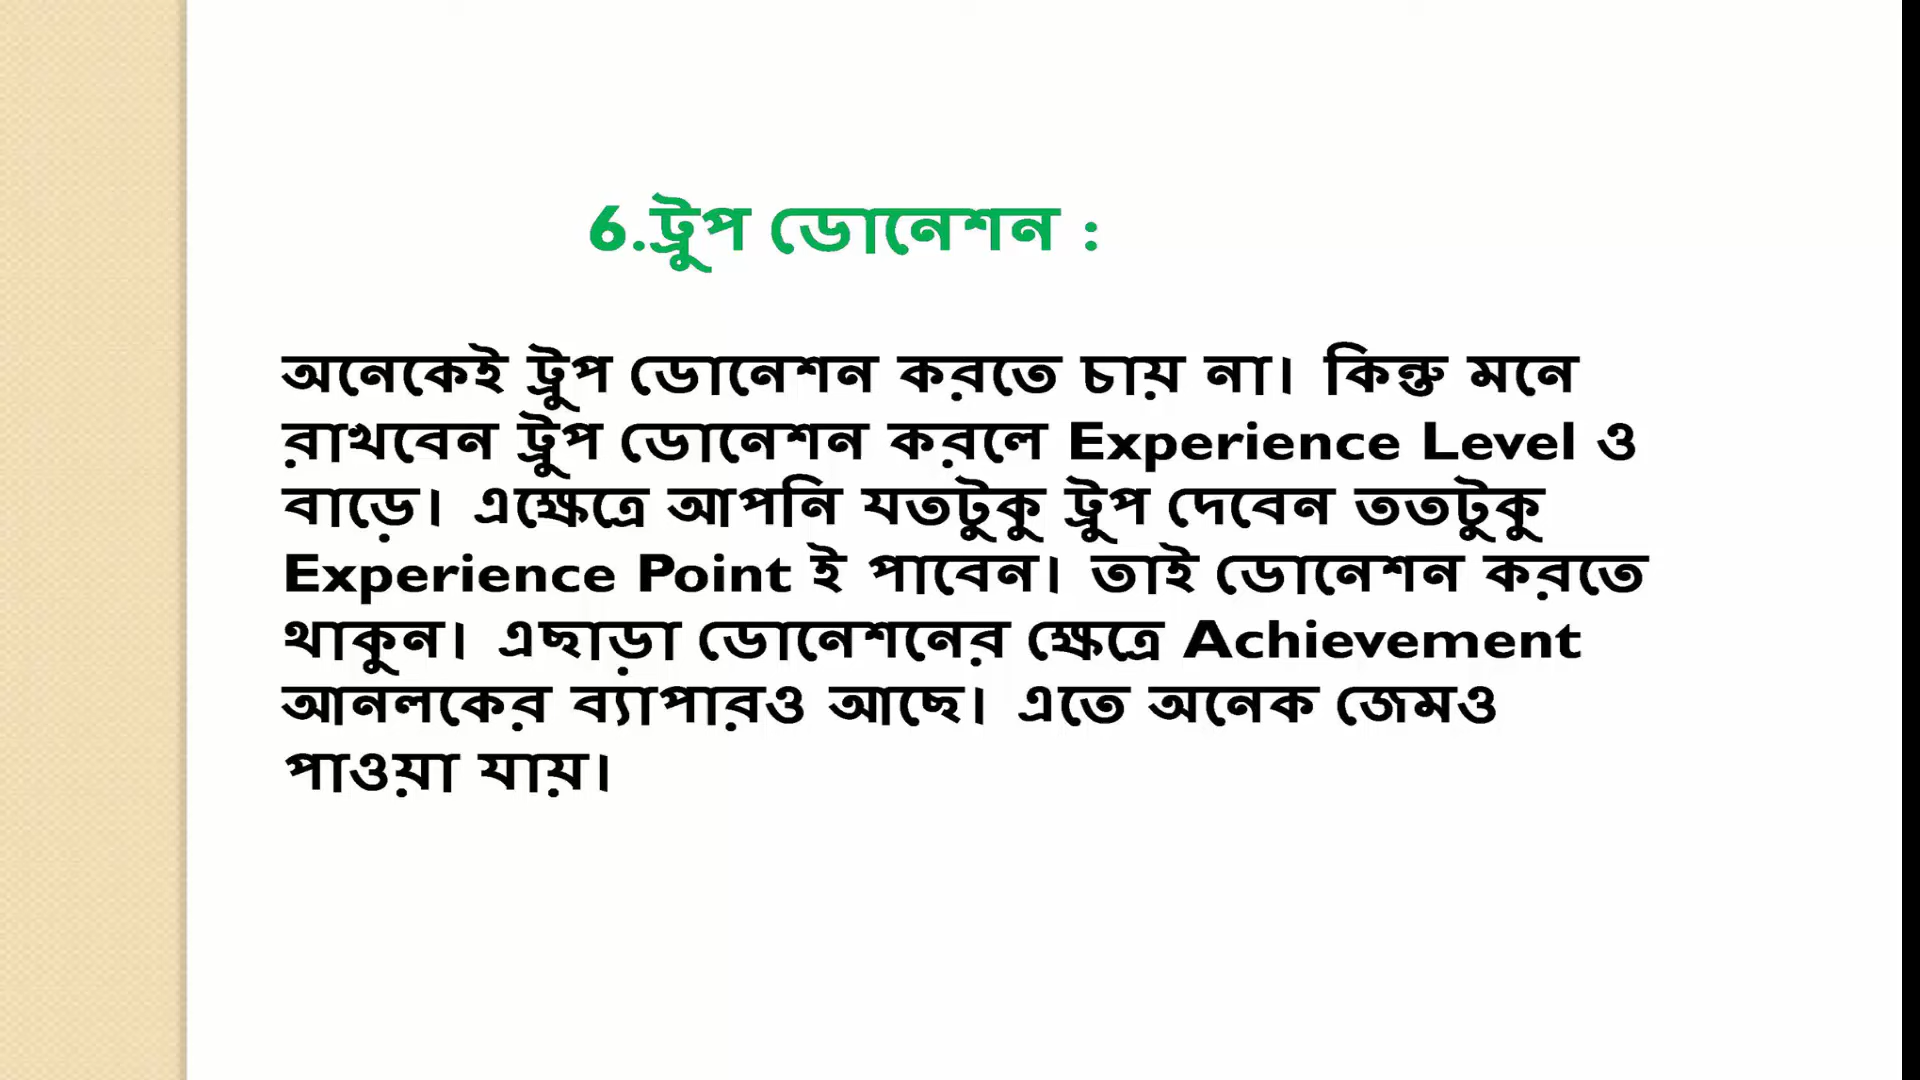 6.ট্রুপ ডোনেশন :
অনেকেই ট্রুপ ডোনেশন করতে চায় না। কিন্তু মনে
রাখবেন ট্রুপ ডোনেশন করলে Experience Level ও
বাড়ে। এক্ষেত্রে আপনি যতটুকু ট্রুপ দেবেন ততটুকু
Experience Point ই পাবেন। তাই ডোনেশন করতে
থাকুন। এছাড়া ডোনেশনের ক্ষেত্রে Achievement
আনলকের ব্যাপারও আছে। এতে অনেক জেমও
পাওয়া যায়।